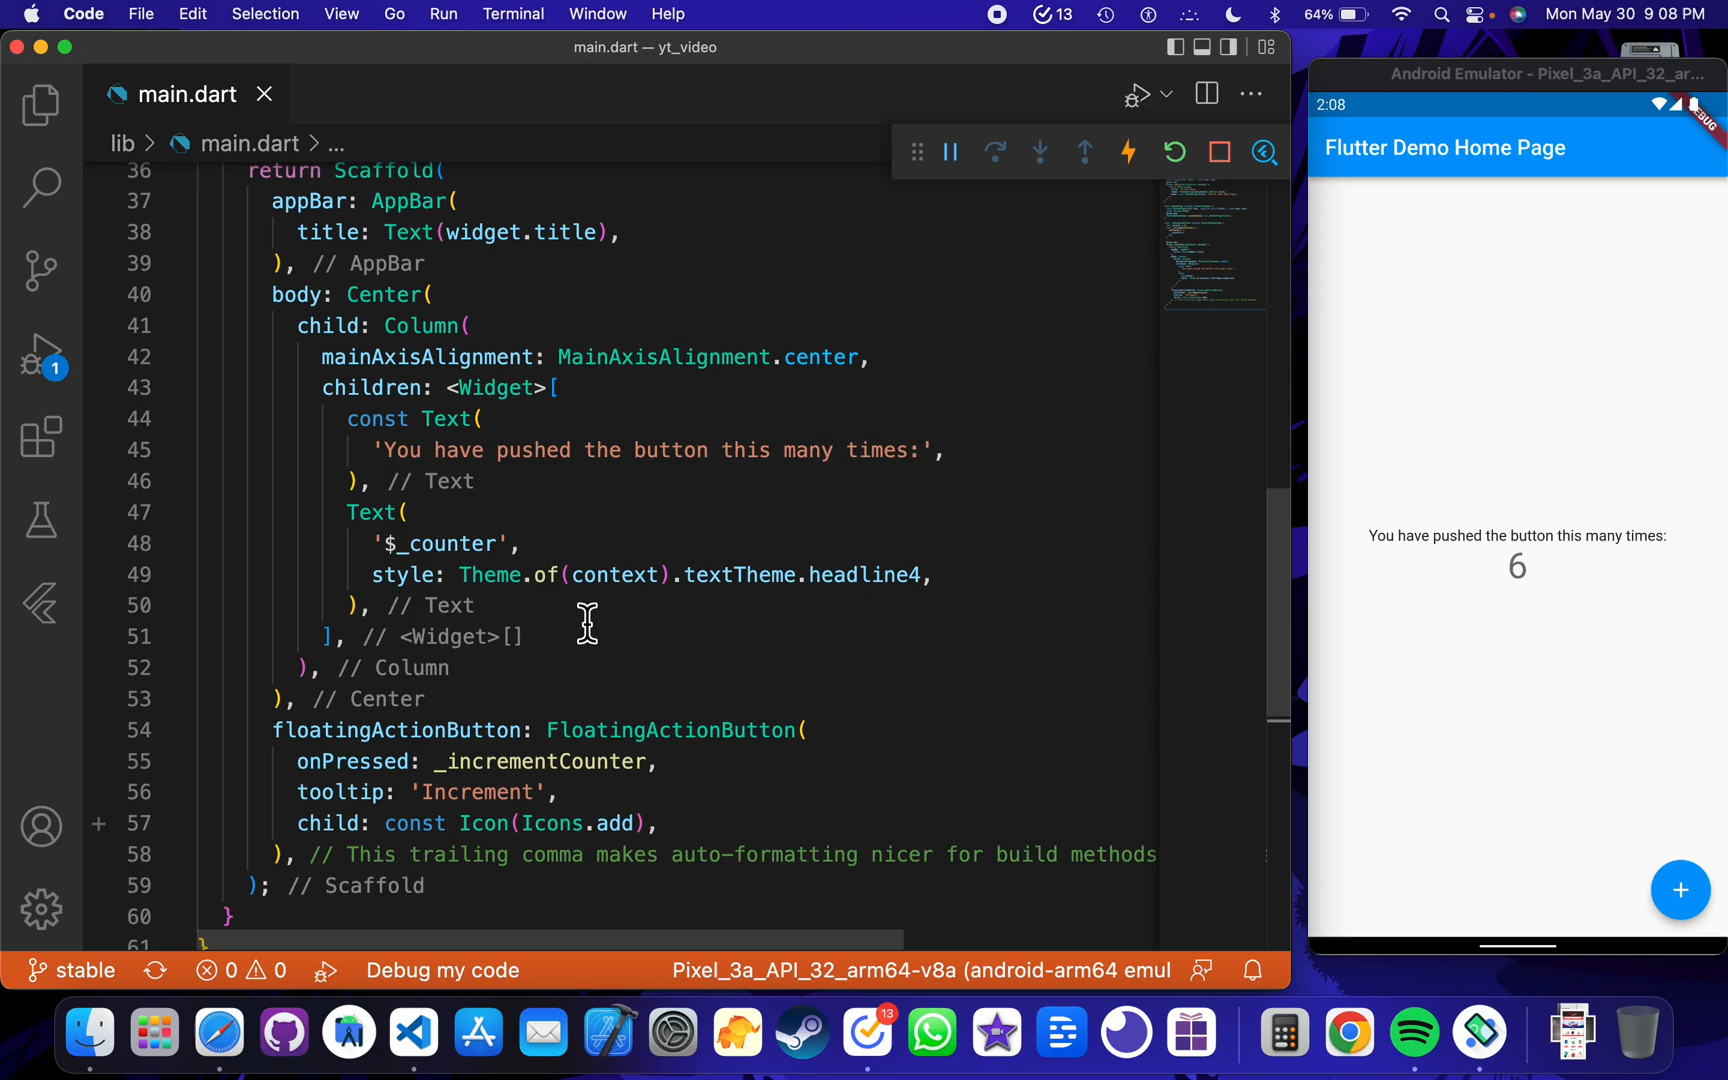 Code File Edit Selection View Go Run Terminal Window Help 13 64% Mon May 30 9 08 PM
main.dart — yt_video
main.dart
lib > main.dart > ...
36 return Scaffold(
37 appBar: AppBar(
38 title: Text(widget.title),
39 ), // AppBar
40 body: Center(
41 child: Column(
42 mainAxisAlignment: MainAxisAlignment.center,
43 children: <Widget>[
44 const Text(
45 'You have pushed the button this many times:',
46 ), // Text
47 Text(
48 '$_counter',
49 style: Theme.of(context).textTheme.headline4,
50 ), // Text
51 ], // <Widget>[]
52 ), // Column
53 ), // Center
54 floatingActionButton: FloatingActionButton(
55 onPressed: _incrementCounter,
56 tooltip: 'Increment',
57 child: const Icon(Icons.add),
58 ), // This trailing comma makes auto-formatting nicer for build methods
59 ); // Scaffold
60 }
61 }
1
stable 0 0 Debug my code Pixel_3a_API_32_arm64-v8a (android-arm64 emul
Android Emulator - Pixel_3a_API_32_ar...
2:08
DEBUG
Flutter Demo Home Page
You have pushed the button this many times:
6
13